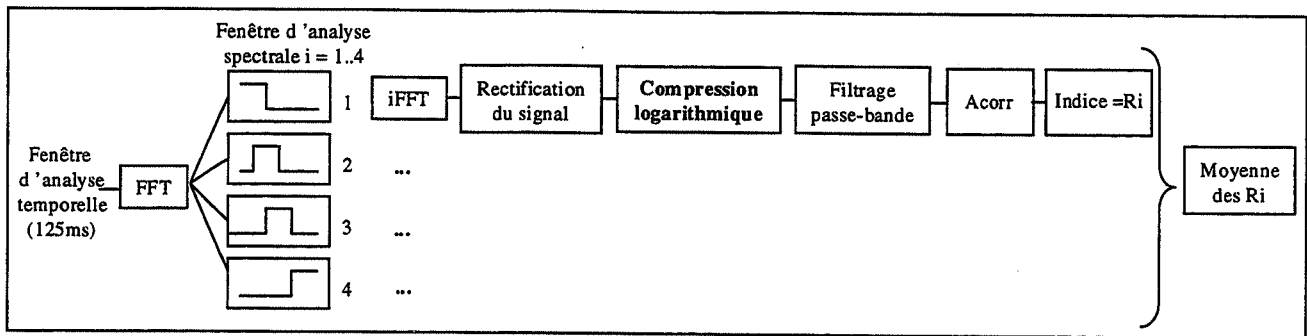 Fenêtre d 'analyse
spectrale i = 1..4
Fenêtre
d 'analyse
temporelle
(125ms)
FFT
1
iFFT
Rectification
du signal
Compression
logarithmique
Filtrage
passe-bande
Acorr
Indice =Ri
2
...
3
...
4
...
Moyenne
des Ri